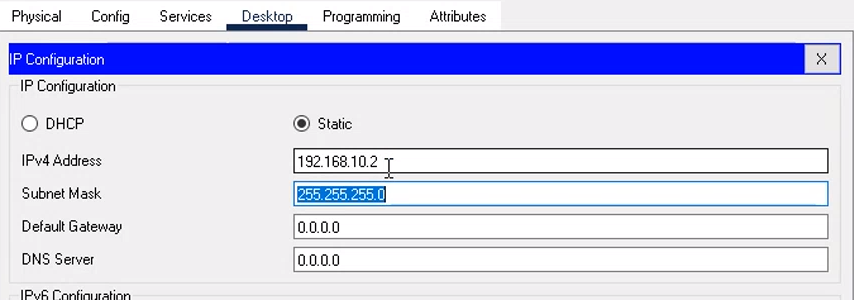 Physical Config Services Desktop Programming Attributes
IP Configuration X
IP Configuration
DHCP Static
IPv4 Address 192.168.10.2
Subnet Mask 255.255.255.0
Default Gateway 0.0.0.0
DNS Server 0.0.0.0
IPv6 Configuration